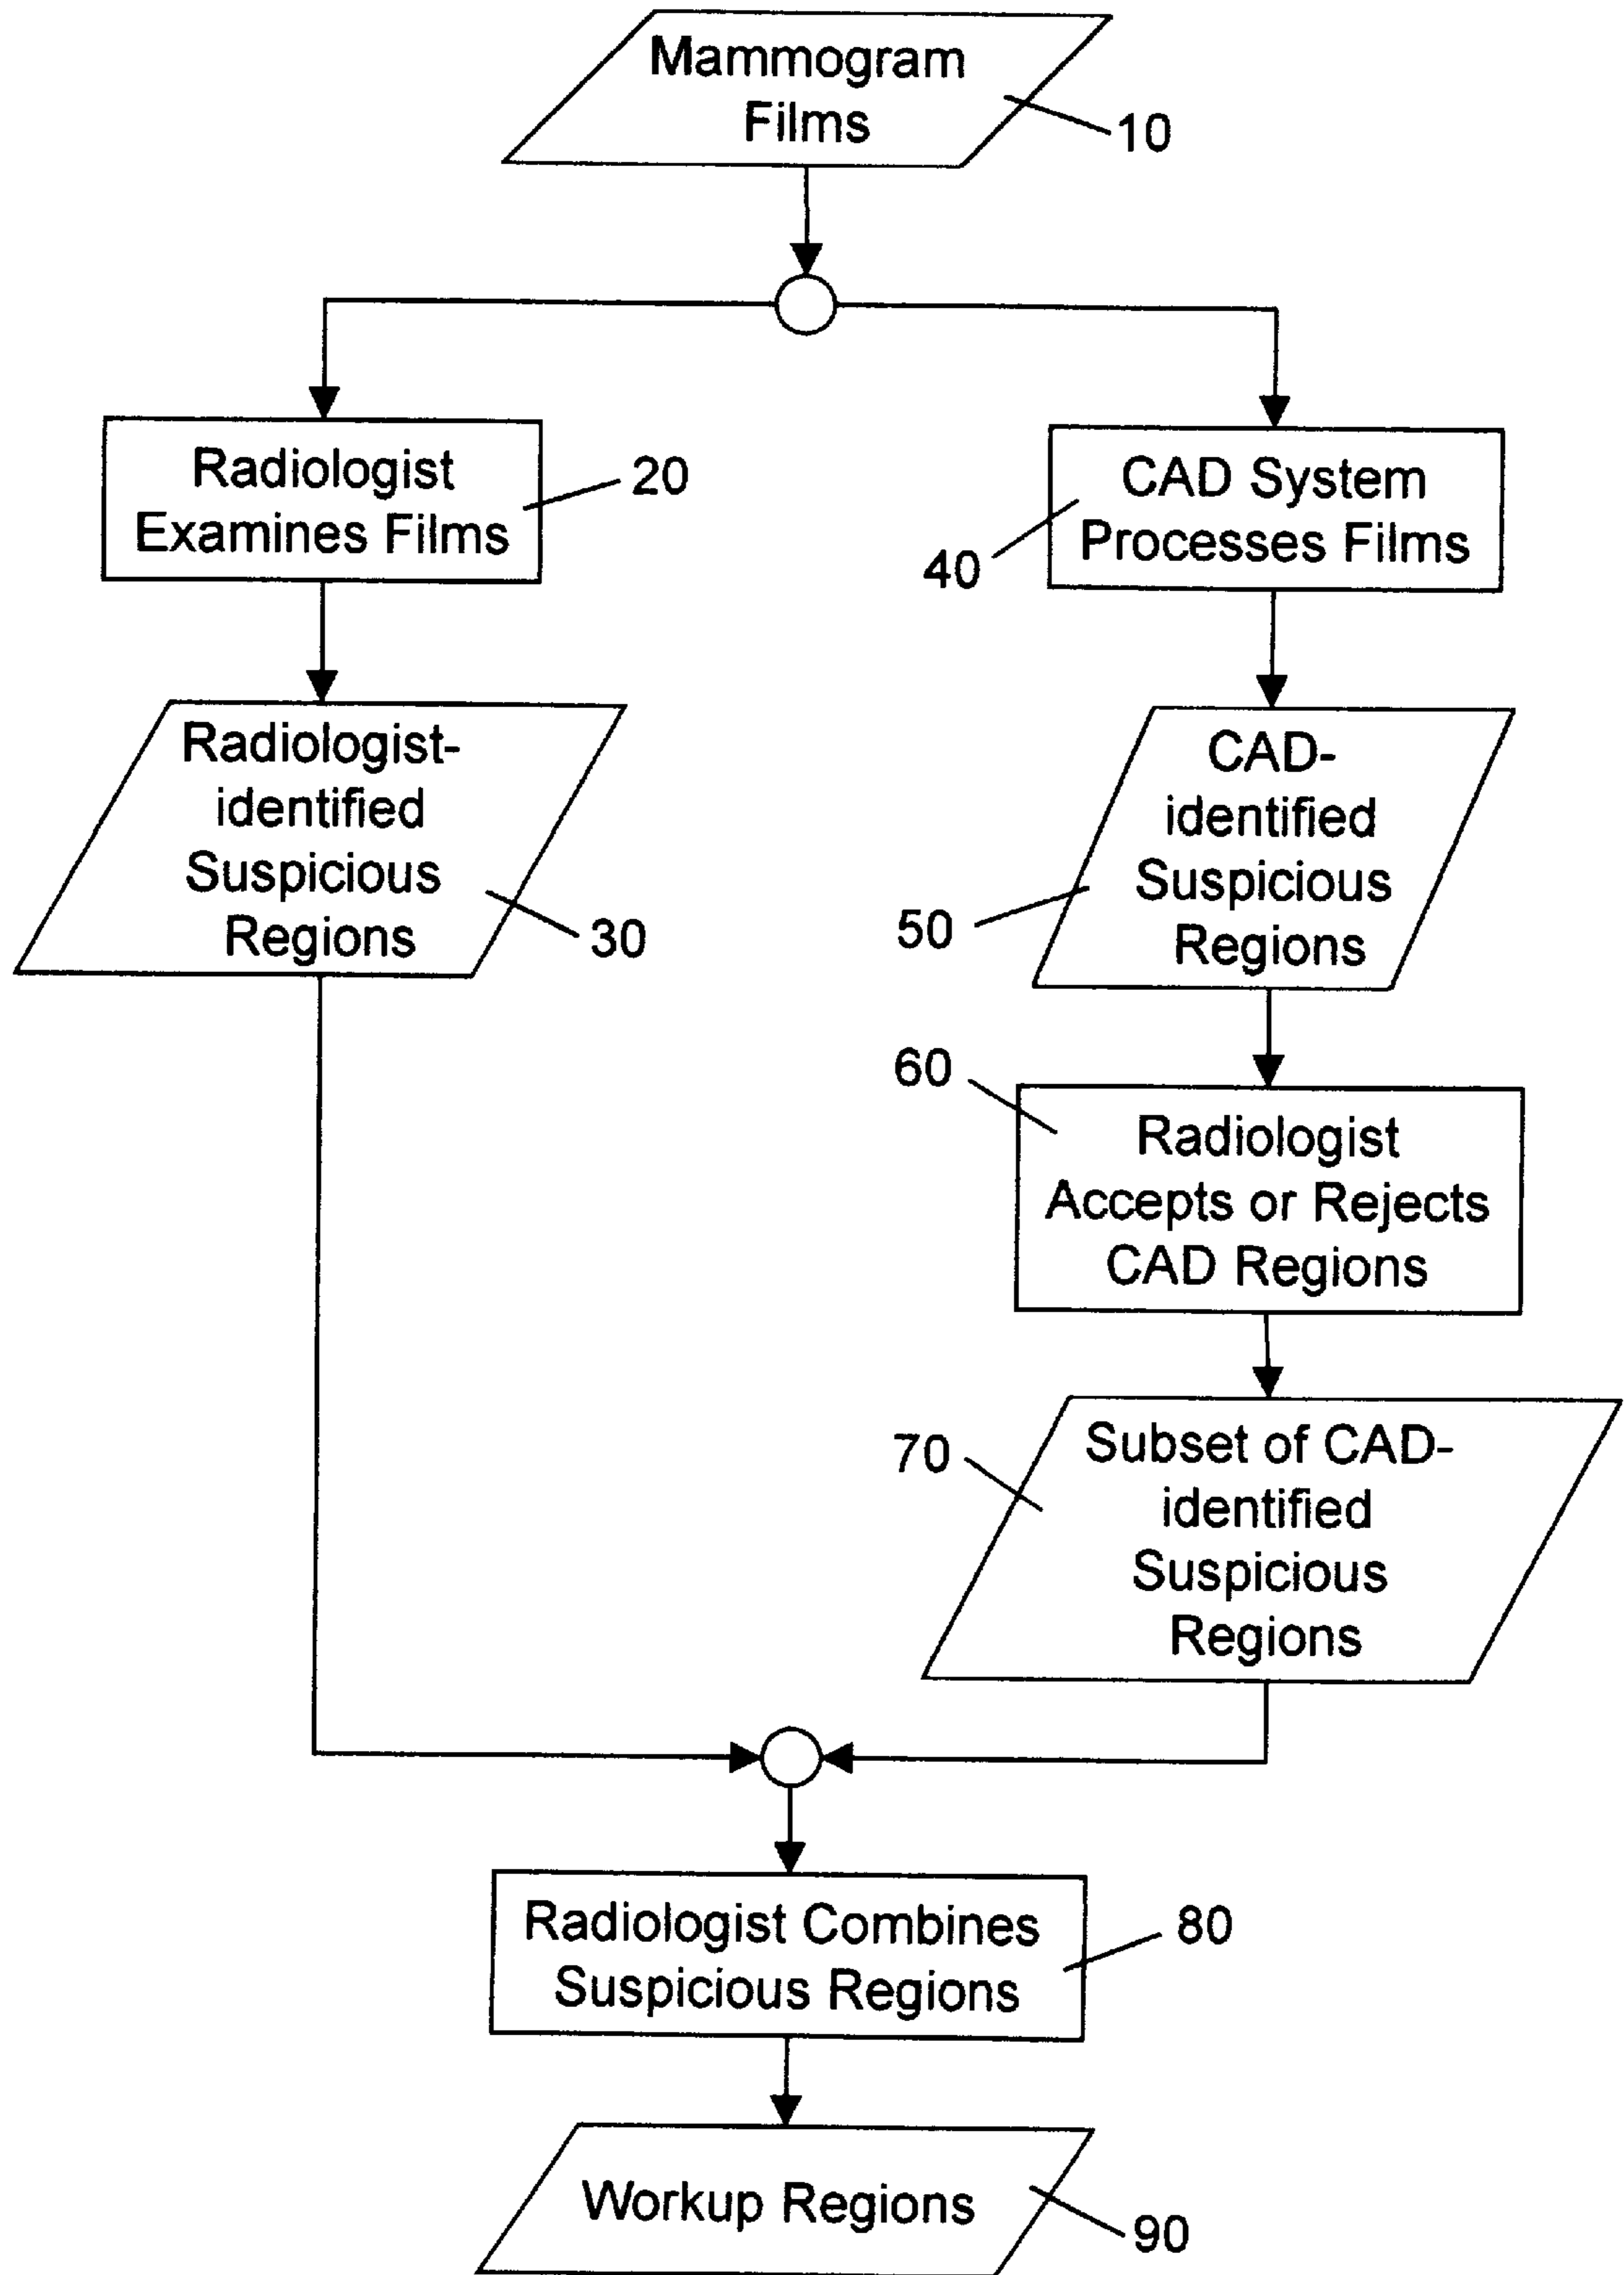 Mammogram
Films
10
Radiologist
Examines Films
20
CAD System
Processes Films
40
Radiologist-
identified
Suspicious
Regions
30
CAD-
identified
Suspicious
Regions
50
60
Radiologist
Accepts or Rejects
CAD Regions
70
Subset of CAD-
identified
Suspicious
Regions
Radiologist Combines
Suspicious Regions
80
Workup Regions
90